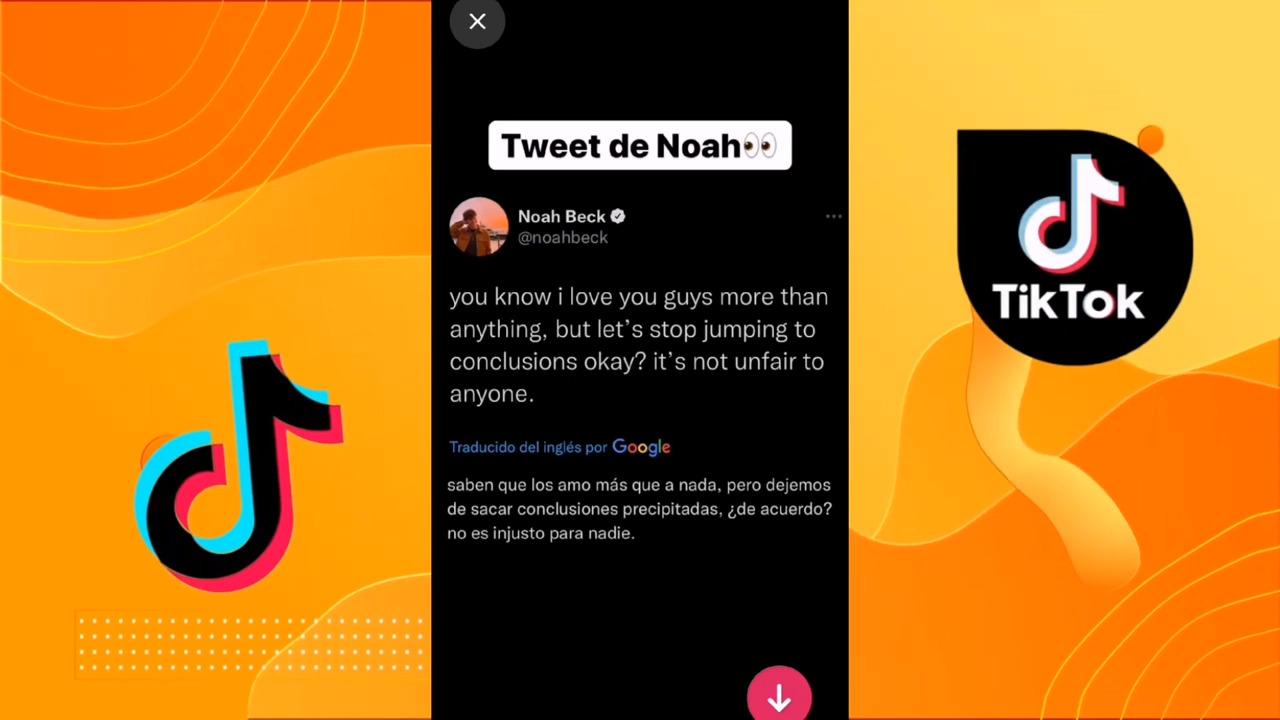 Tweet de Noah👀
Noah Beck
@noahbeck
you know i love you guys more than
anything, but let’s stop jumping to
conclusions okay? it’s not unfair to
anyone.
Traducido del inglés por Google
saben que los amo más que a nada, pero dejemos
de sacar conclusiones precipitadas, ¿de acuerdo?
no es injusto para nadie.
TikTok